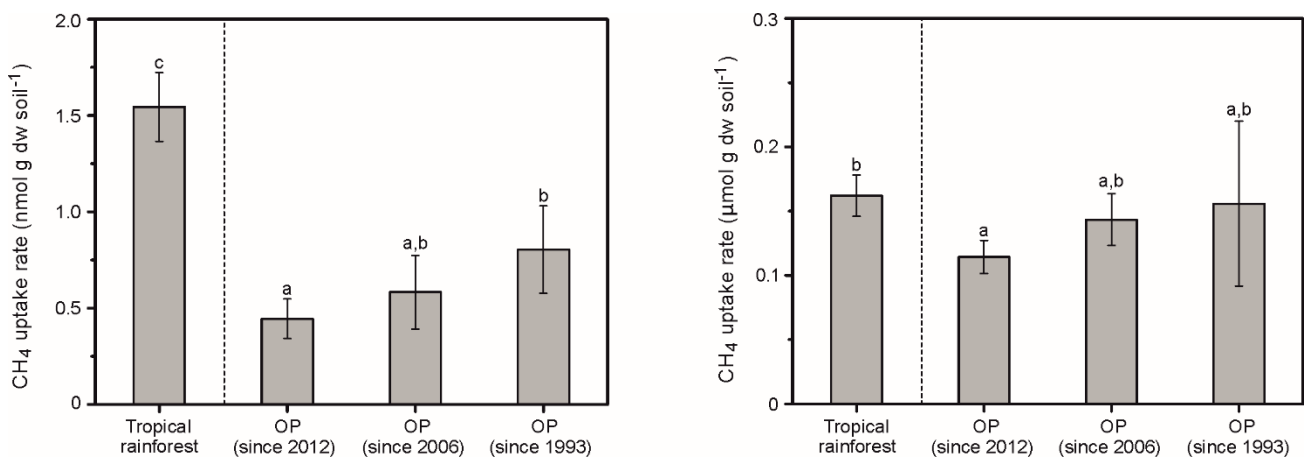 CH₄ uptake rate (nmol g dw soil⁻¹)
2.0
1.5
1.0
0.5
0
c
a
a,b
b
Tropical
rainforest
OP
(since 2012)
OP
(since 2006)
OP
(since 1993)
CH₄ uptake rate (µmol g dw soil⁻¹)
0.3
0.2
0.1
0
b
a
a,b
a,b
Tropical
rainforest
OP
(since 2012)
OP
(since 2006)
OP
(since 1993)